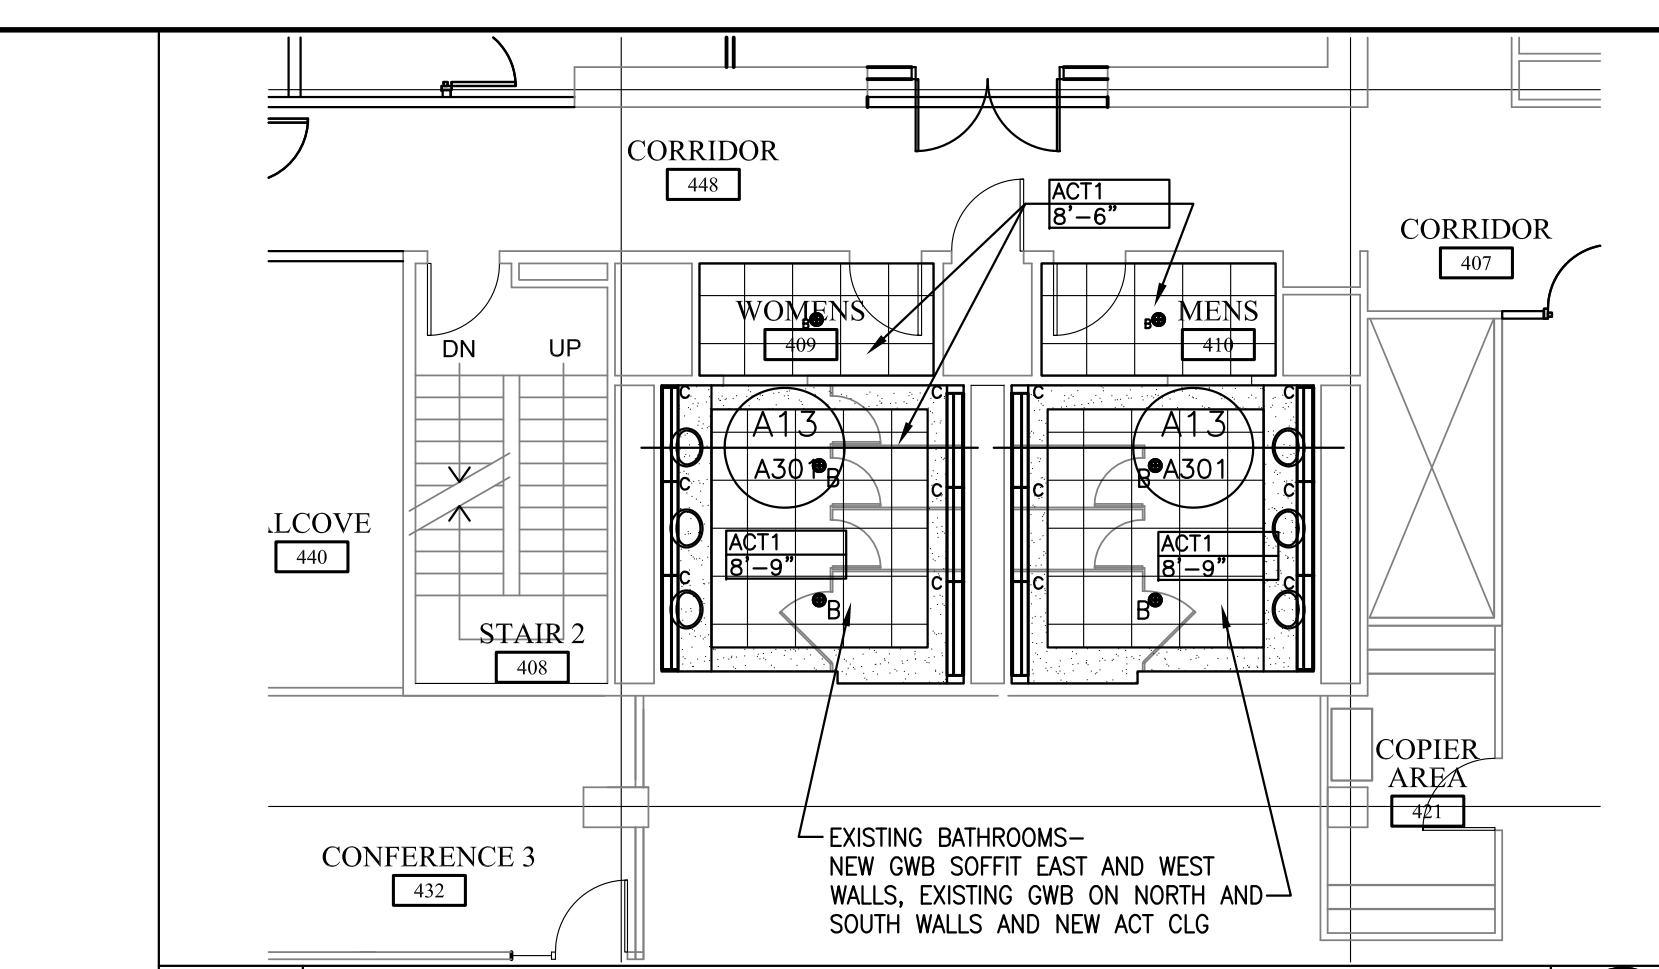 CORRIDOR
448
ACT1
8'-6"
CORRIDOR
407
WOMENS
B
409
MENS
B
410
DN
UP
C
C
C
C
A13
A301
B
A13
A301
B
C
C
C
C
LCOVE
440
ACT1
8'-9"
ACT1
8'-9"
C
C
C
C
B
B
STAIR 2
408
COPIER
AREA
421
EXISTING BATHROOMS-
NEW GWB SOFFIT EAST AND WEST
WALLS, EXISTING GWB ON NORTH AND
SOUTH WALLS AND NEW ACT CLG
CONFERENCE 3
432